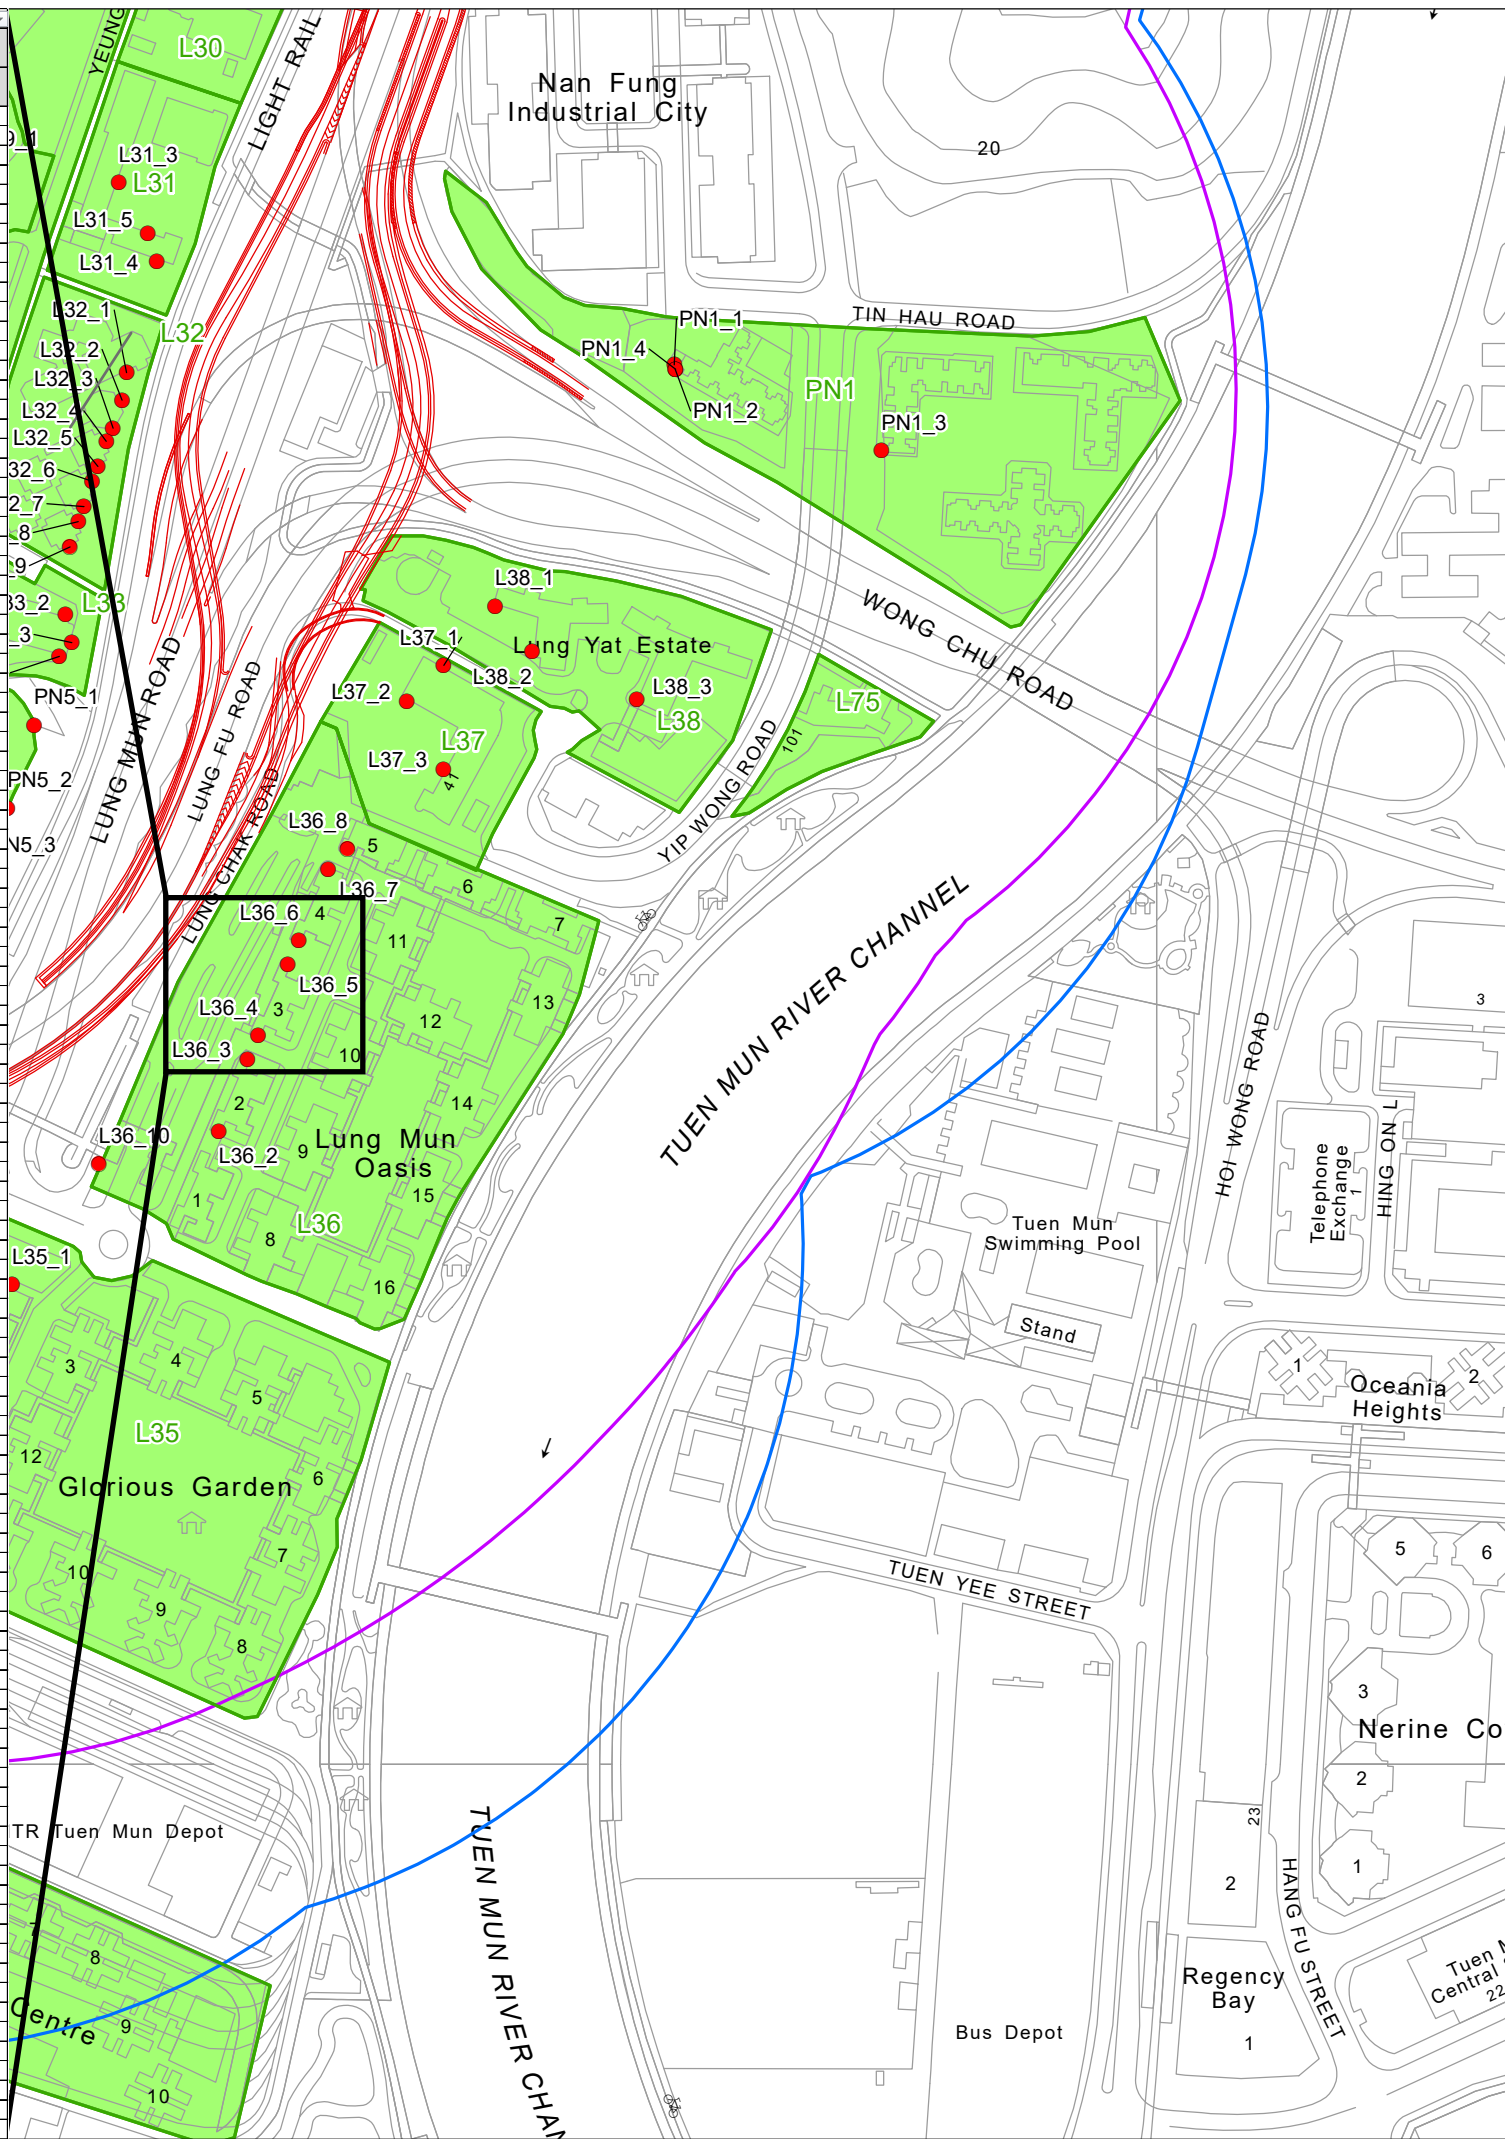 YEUNG
L30
LIGHT RAIL
Nan Fung
Industrial City
20
9_1
L31_3
L31
L31_5
L31_4
L32_1
L32
L32_2
L32_3
L32_4
L32_5
32_6
2_7
8
_9
TIN HAU ROAD
PN1_1
PN1_4
PN1
PN1_2
PN1_3
33_2
L33
_3
PN5_1
PN5_2
N5_3
LUNG MUN ROAD
LUNG FU ROAD
LUNG CHAK ROAD
L38_1
L37_1
Lung Yat Estate
L38_2
L37_2
L38_3
L38
L37
L37_3
41
WONG CHU ROAD
L75
101
YIP WONG ROAD
L36_8
5
L36_7
6
L36_6
4
7
11
L36_5
13
L36_4
3
12
L36_3
10
2
14
L36_10
L36_2
9
Lung Mun
Oasis
1
15
L36
8
16
TUEN MUN RIVER CHANNEL
3
HOI WONG ROAD
Telephone
Exchange
1
HING ON L
Tuen Mun
Swimming Pool
Stand
L35_1
3
4
5
L35
12
6
Glorious Garden
7
10
9
8
1
2
Oceania
Heights
5
6
TUEN YEE STREET
3
Nerine Co
2
1
23
2
HANG FU STREET
TR Tuen Mun Depot
7
8
Centre
9
10
TUEN MUN RIVER CHAN
Bus Depot
Regency
Bay
1
Tuen M
Central
22